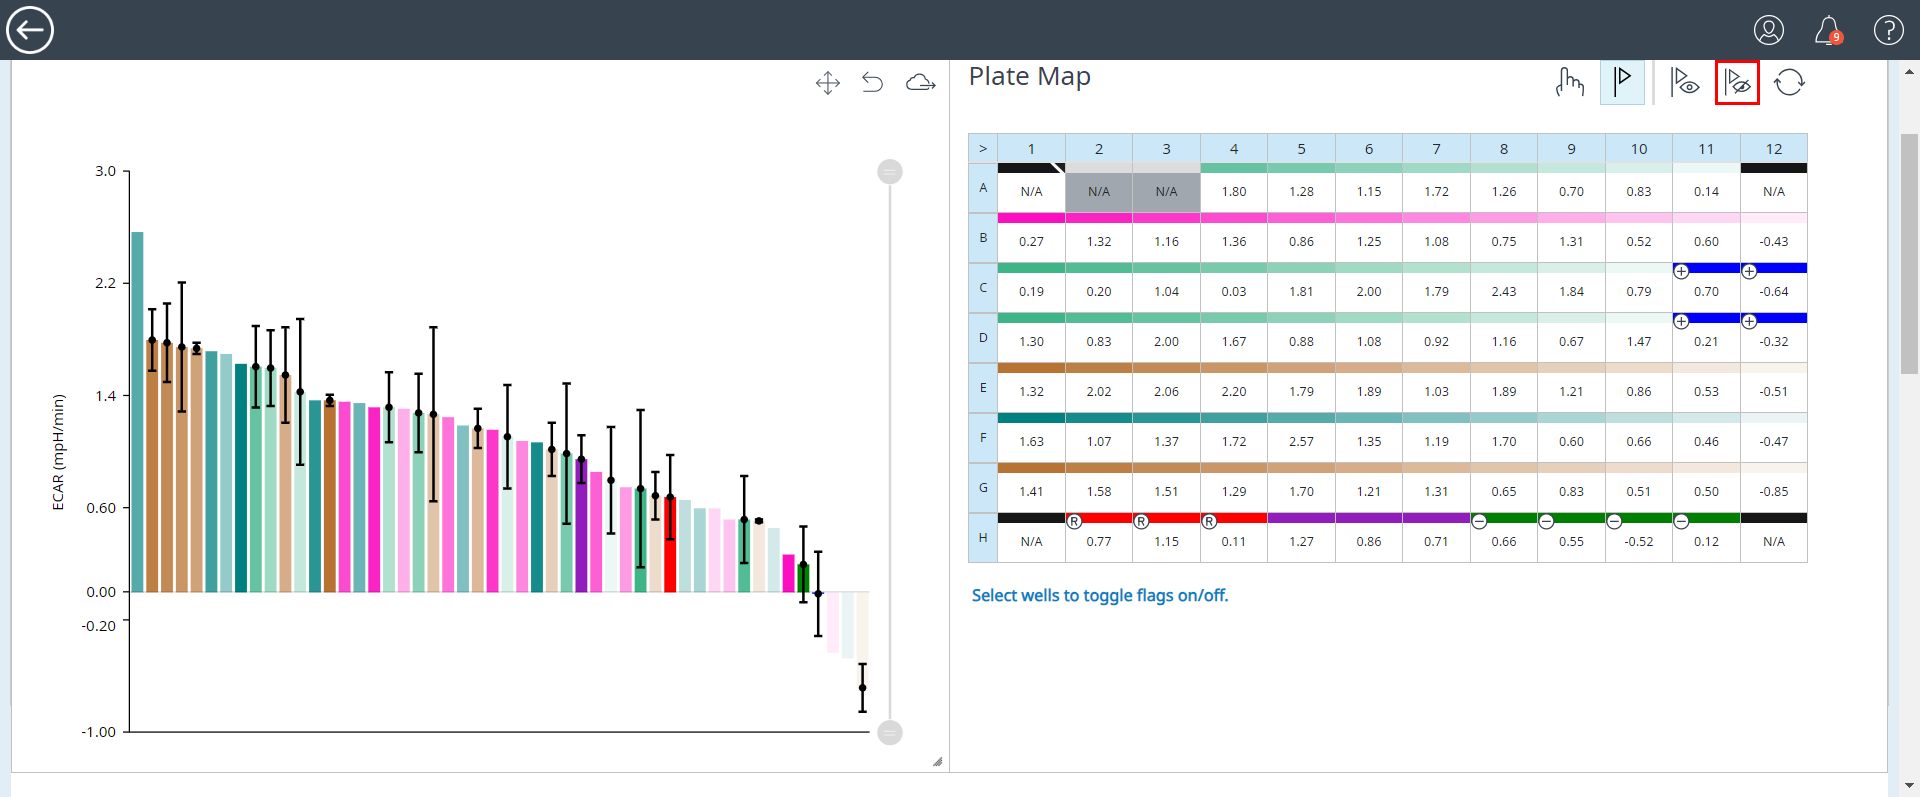 9
?
Plate Map
3.0
2.2
1.4
0.60
0.00
-0.20
-1.00
ECAR (mpH/min)
> 1 2 3 4 5 6 7 8 9 10 11 12
A N/A N/A N/A 1.80 1.28 1.15 1.72 1.26 0.70 0.83 0.14 N/A
B 0.27 1.32 1.16 1.36 0.86 1.25 1.08 0.75 1.31 0.52 0.60 -0.43
C 0.19 0.20 1.04 0.03 1.81 2.00 1.79 2.43 1.84 0.79 + 0.70 + -0.64
D 1.30 0.83 2.00 1.67 0.88 1.08 0.92 1.16 0.67 1.47 + 0.21 + -0.32
E 1.32 2.02 2.06 2.20 1.79 1.89 1.03 1.89 1.21 0.86 0.53 -0.51
F 1.63 1.07 1.37 1.72 2.57 1.35 1.19 1.70 0.60 0.66 0.46 -0.47
G 1.41 1.58 1.51 1.29 1.70 1.21 1.31 0.65 0.83 0.51 0.50 -0.85
H N/A R 0.77 R 1.15 R 0.11 1.27 0.86 0.71 − 0.66 − 0.55 − -0.52 − 0.12 N/A
Select wells to toggle flags on/off.